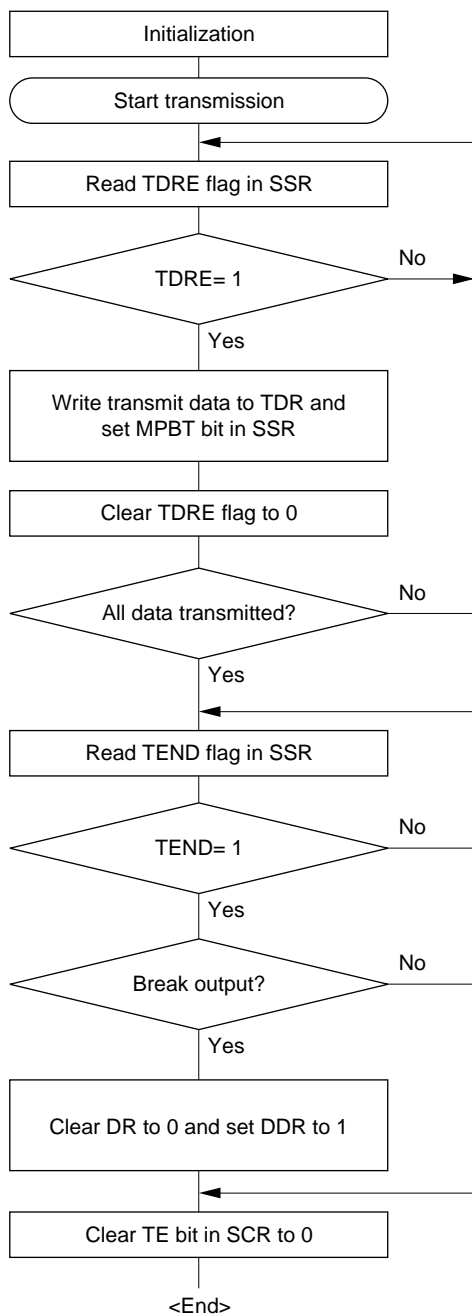 Initialization
Start transmission
Read TDRE flag in SSR
TDRE= 1
No
Yes
Write transmit data to TDR and
set MPBT bit in SSR
Clear TDRE flag to 0
All data transmitted?
No
Yes
Read TEND flag in SSR
TEND= 1
No
Yes
Break output?
No
Yes
Clear DR to 0 and set DDR to 1
Clear TE bit in SCR to 0
<End>